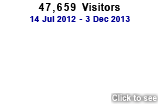 47,659 Visitors
14 Jul 2012 - 3 Dec 2013
Click to see